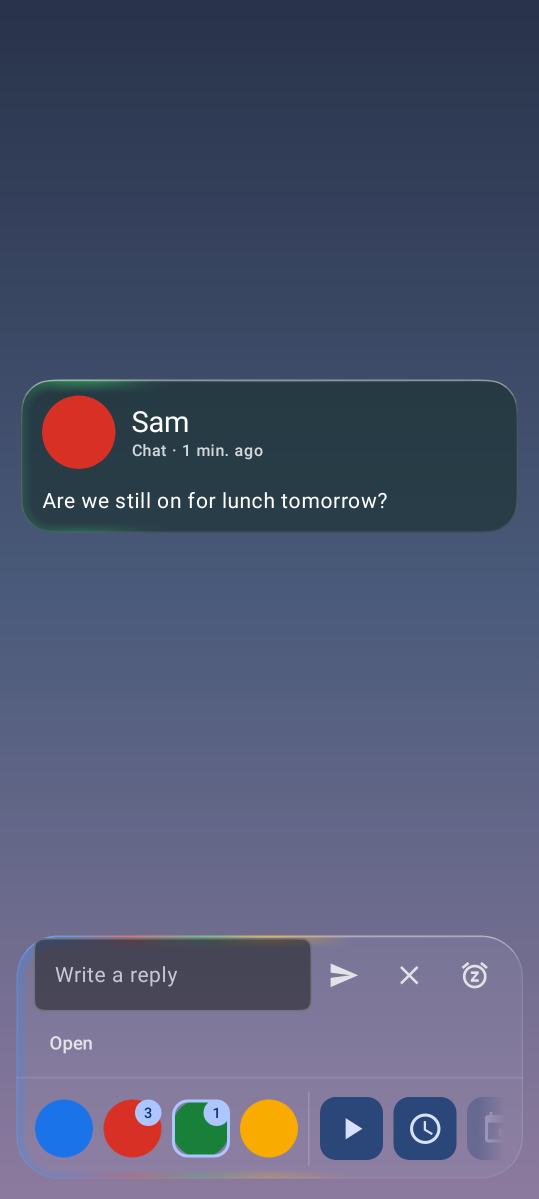 Sam
Chat · 1 min. ago
Are we still on for lunch tomorrow?
Write a reply
Open
3
1